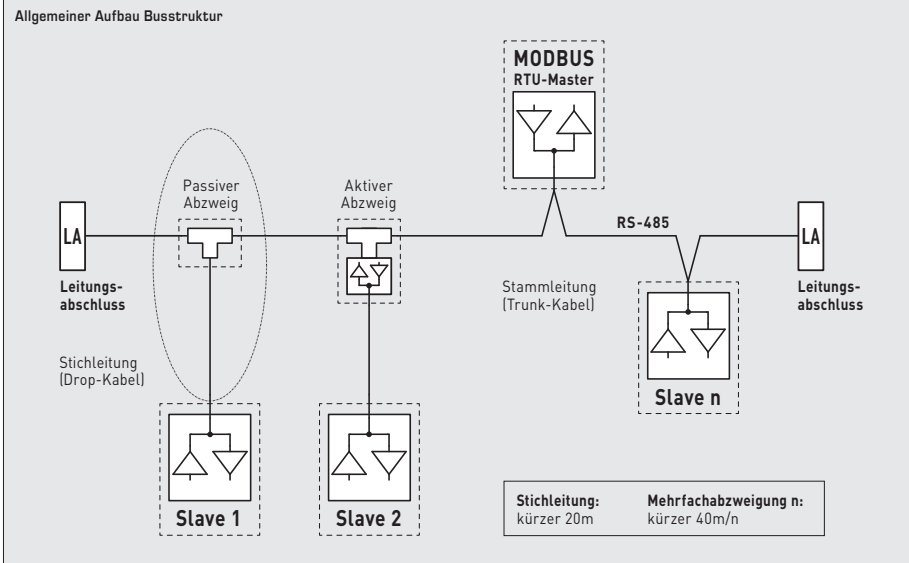 Allgemeiner Aufbau Busstruktur
MODBUS
RTU-Master
Passiver
Abzweig
Aktiver
Abzweig
RS-485
LA
LA
Leitungs-
abschluss
Stammleitung
(Trunk-Kabel)
Leitungs-
abschluss
Stichleitung
(Drop-Kabel)
Slave n
Slave 1
Slave 2
Stichleitung:
kürzer 20m
Mehrfachabzweigung n:
kürzer 40m/n